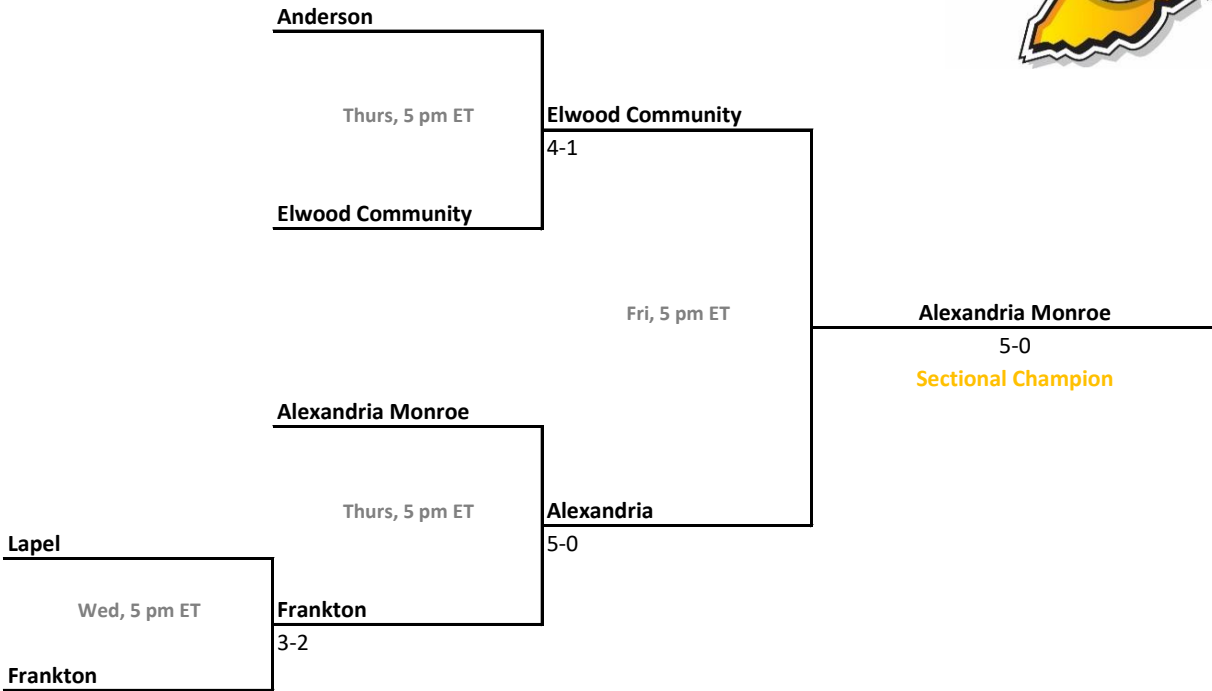 Anderson
Thurs, 5 pm ET
Elwood Community
4-1
Elwood Community
Fri, 5 pm ET
Alexandria Monroe
5-0
Sectional Champion
Alexandria Monroe
Thurs, 5 pm ET
Alexandria
5-0
Lapel
Wed, 5 pm ET
Frankton
3-2
Frankton